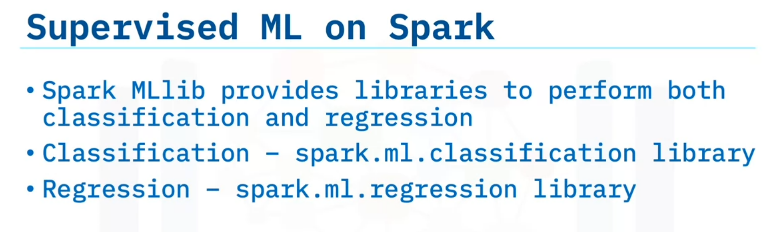 Supervised ML on Spark
• Spark MLlib provides libraries to perform both
classification and regression
• Classification – spark.ml.classification library
• Regression – spark.ml.regression library